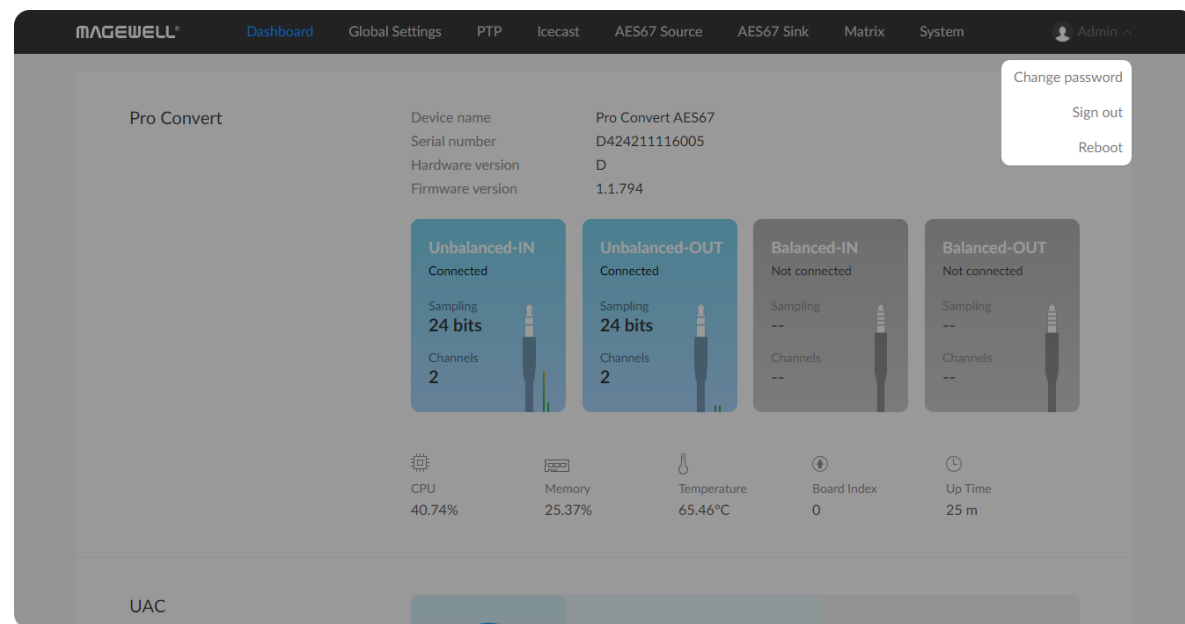 MAGEWELL® Dashboard Global Settings PTP Icecast AES67 Source AES67 Sink Matrix System Admin
Change password
Sign out
Reboot
Pro Convert
Device name Pro Convert AES67
Serial number D424211116005
Hardware version D
Firmware version 1.1.794
Unbalanced-IN Unbalanced-OUT Balanced-IN Balanced-OUT
Connected Connected Not connected Not connected
Sampling Sampling Sampling Sampling
24 bits 24 bits -- --
Channels Channels Channels Channels
2 2 -- --
CPU Memory Temperature Board Index Up Time
40.74% 25.37% 65.46°C 0 25 m
UAC